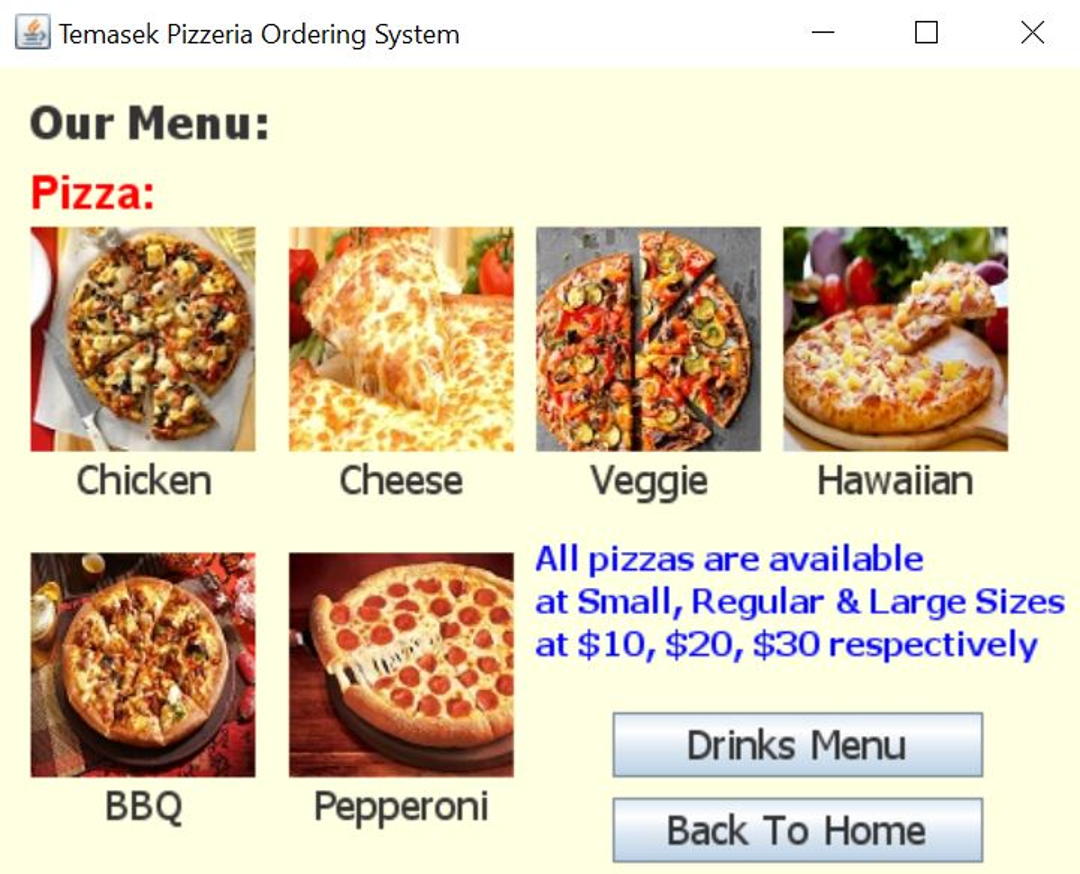 Temasek Pizzeria Ordering System
Our Menu:
Pizza:
Chicken
Cheese
Veggie
Hawaiian
All pizzas are available
at Small, Regular & Large Sizes
at $10, $20, $30 respectively
BBQ
Pepperoni
Drinks Menu
Back To Home